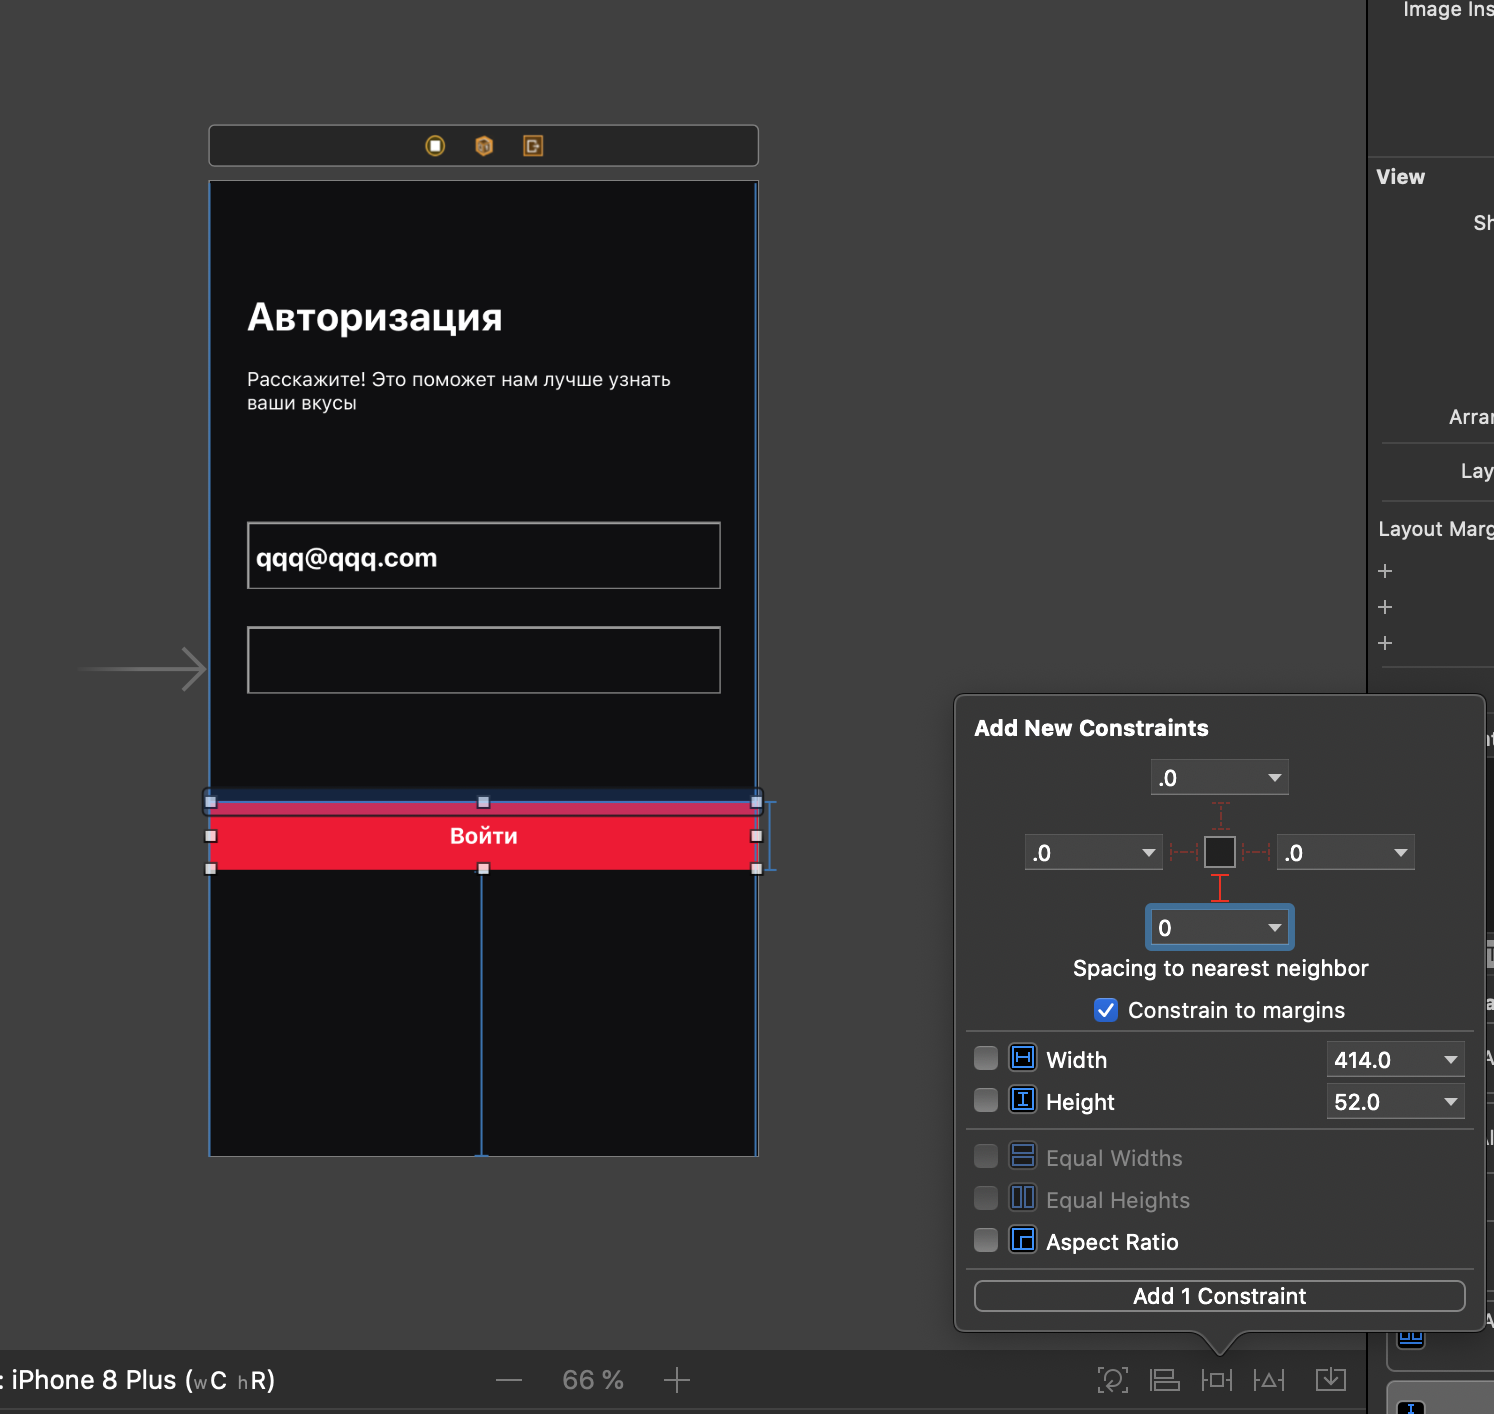 Image Ins
View
Sh
Авторизация
Расскажите! Это поможет нам лучше узнать
ваши вкусы
Arrar
Lay
Layout Marg
qqq@qqq.com
Add New Constraints
.0
.0
.0
Войти
0
Spacing to nearest neighbor
Constrain to margins
Width
414.0
Height
52.0
Equal Widths
Equal Heights
Aspect Ratio
Add 1 Constraint
: iPhone 8 Plus (wC hR)
66 %